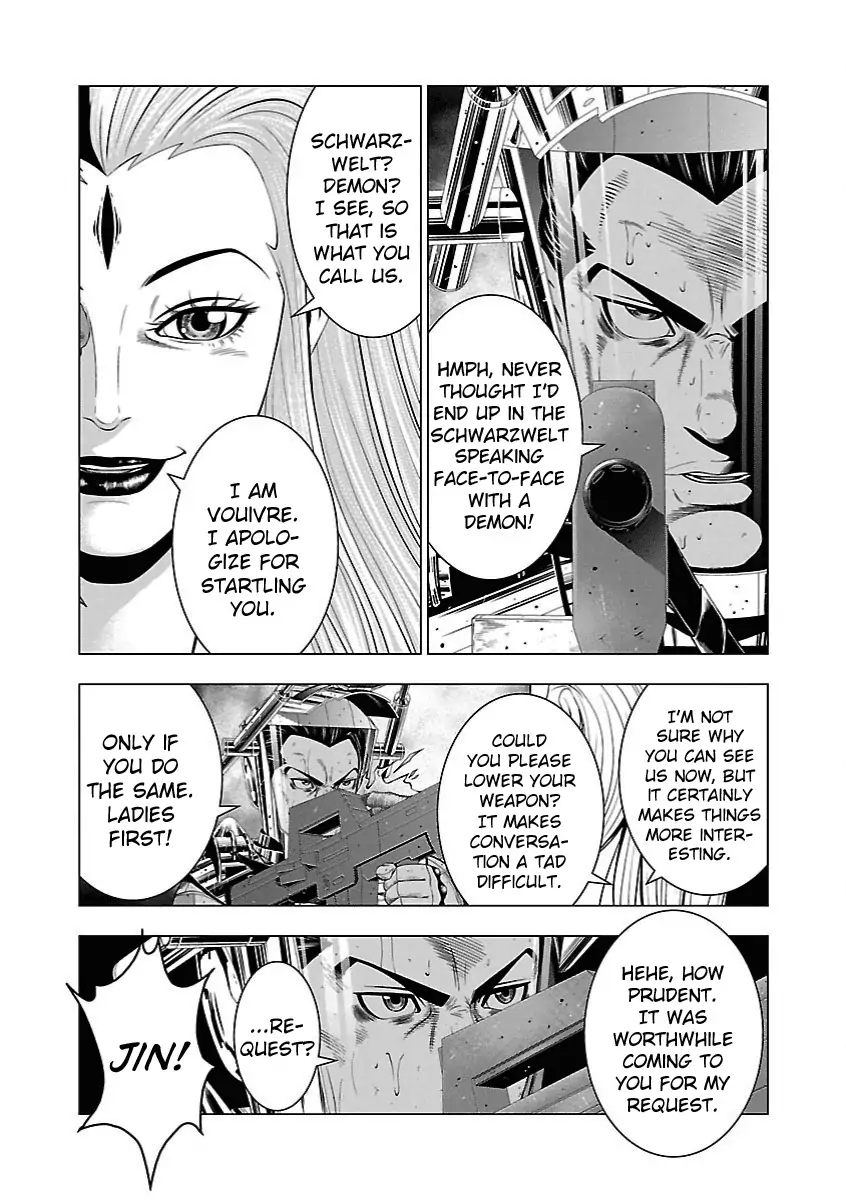 HMPH, NEVER
THOUGHT I'D
END UP IN THE
SCHWARZWELT
SPEAKING
FACE-TO-FACE
WITH A
DEMON!
SCHWARZ-
WELT?
DEMON?
I SEE, SO
THAT IS
WHAT YOU
CALL US.
I AM
VOUIVRE.
I APOLO-
GIZE FOR
STARTLING
YOU.
I'M NOT
SURE WHY
YOU CAN SEE
US NOW, BUT
IT CERTAINLY
MAKES THINGS
MORE INTER-
ESTING.
COULD
YOU PLEASE
LOWER YOUR
WEAPON?
IT MAKES
CONVERSA-
TION A TAD
DIFFICULT.
ONLY IF
YOU DO
THE SAME.
LADIES
FIRST!
HEHE, HOW
PRUDENT.
IT WAS
WORTHWHILE
COMING TO
YOU FOR MY
REQUEST.
...RE-
QUEST?
JIN!